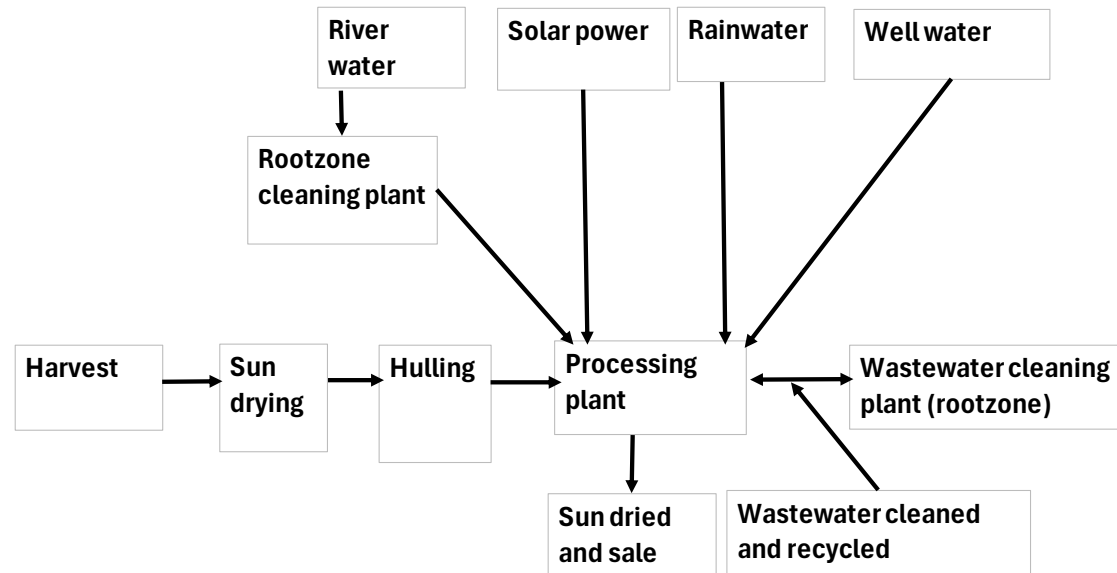 River
water
Solar power
Rainwater
Well water
Rootzone
cleaning plant
Harvest
Sun
drying
Hulling
Processing
plant
Wastewater cleaning
plant (rootzone)
Sun dried
and sale
Wastewater cleaned
and recycled